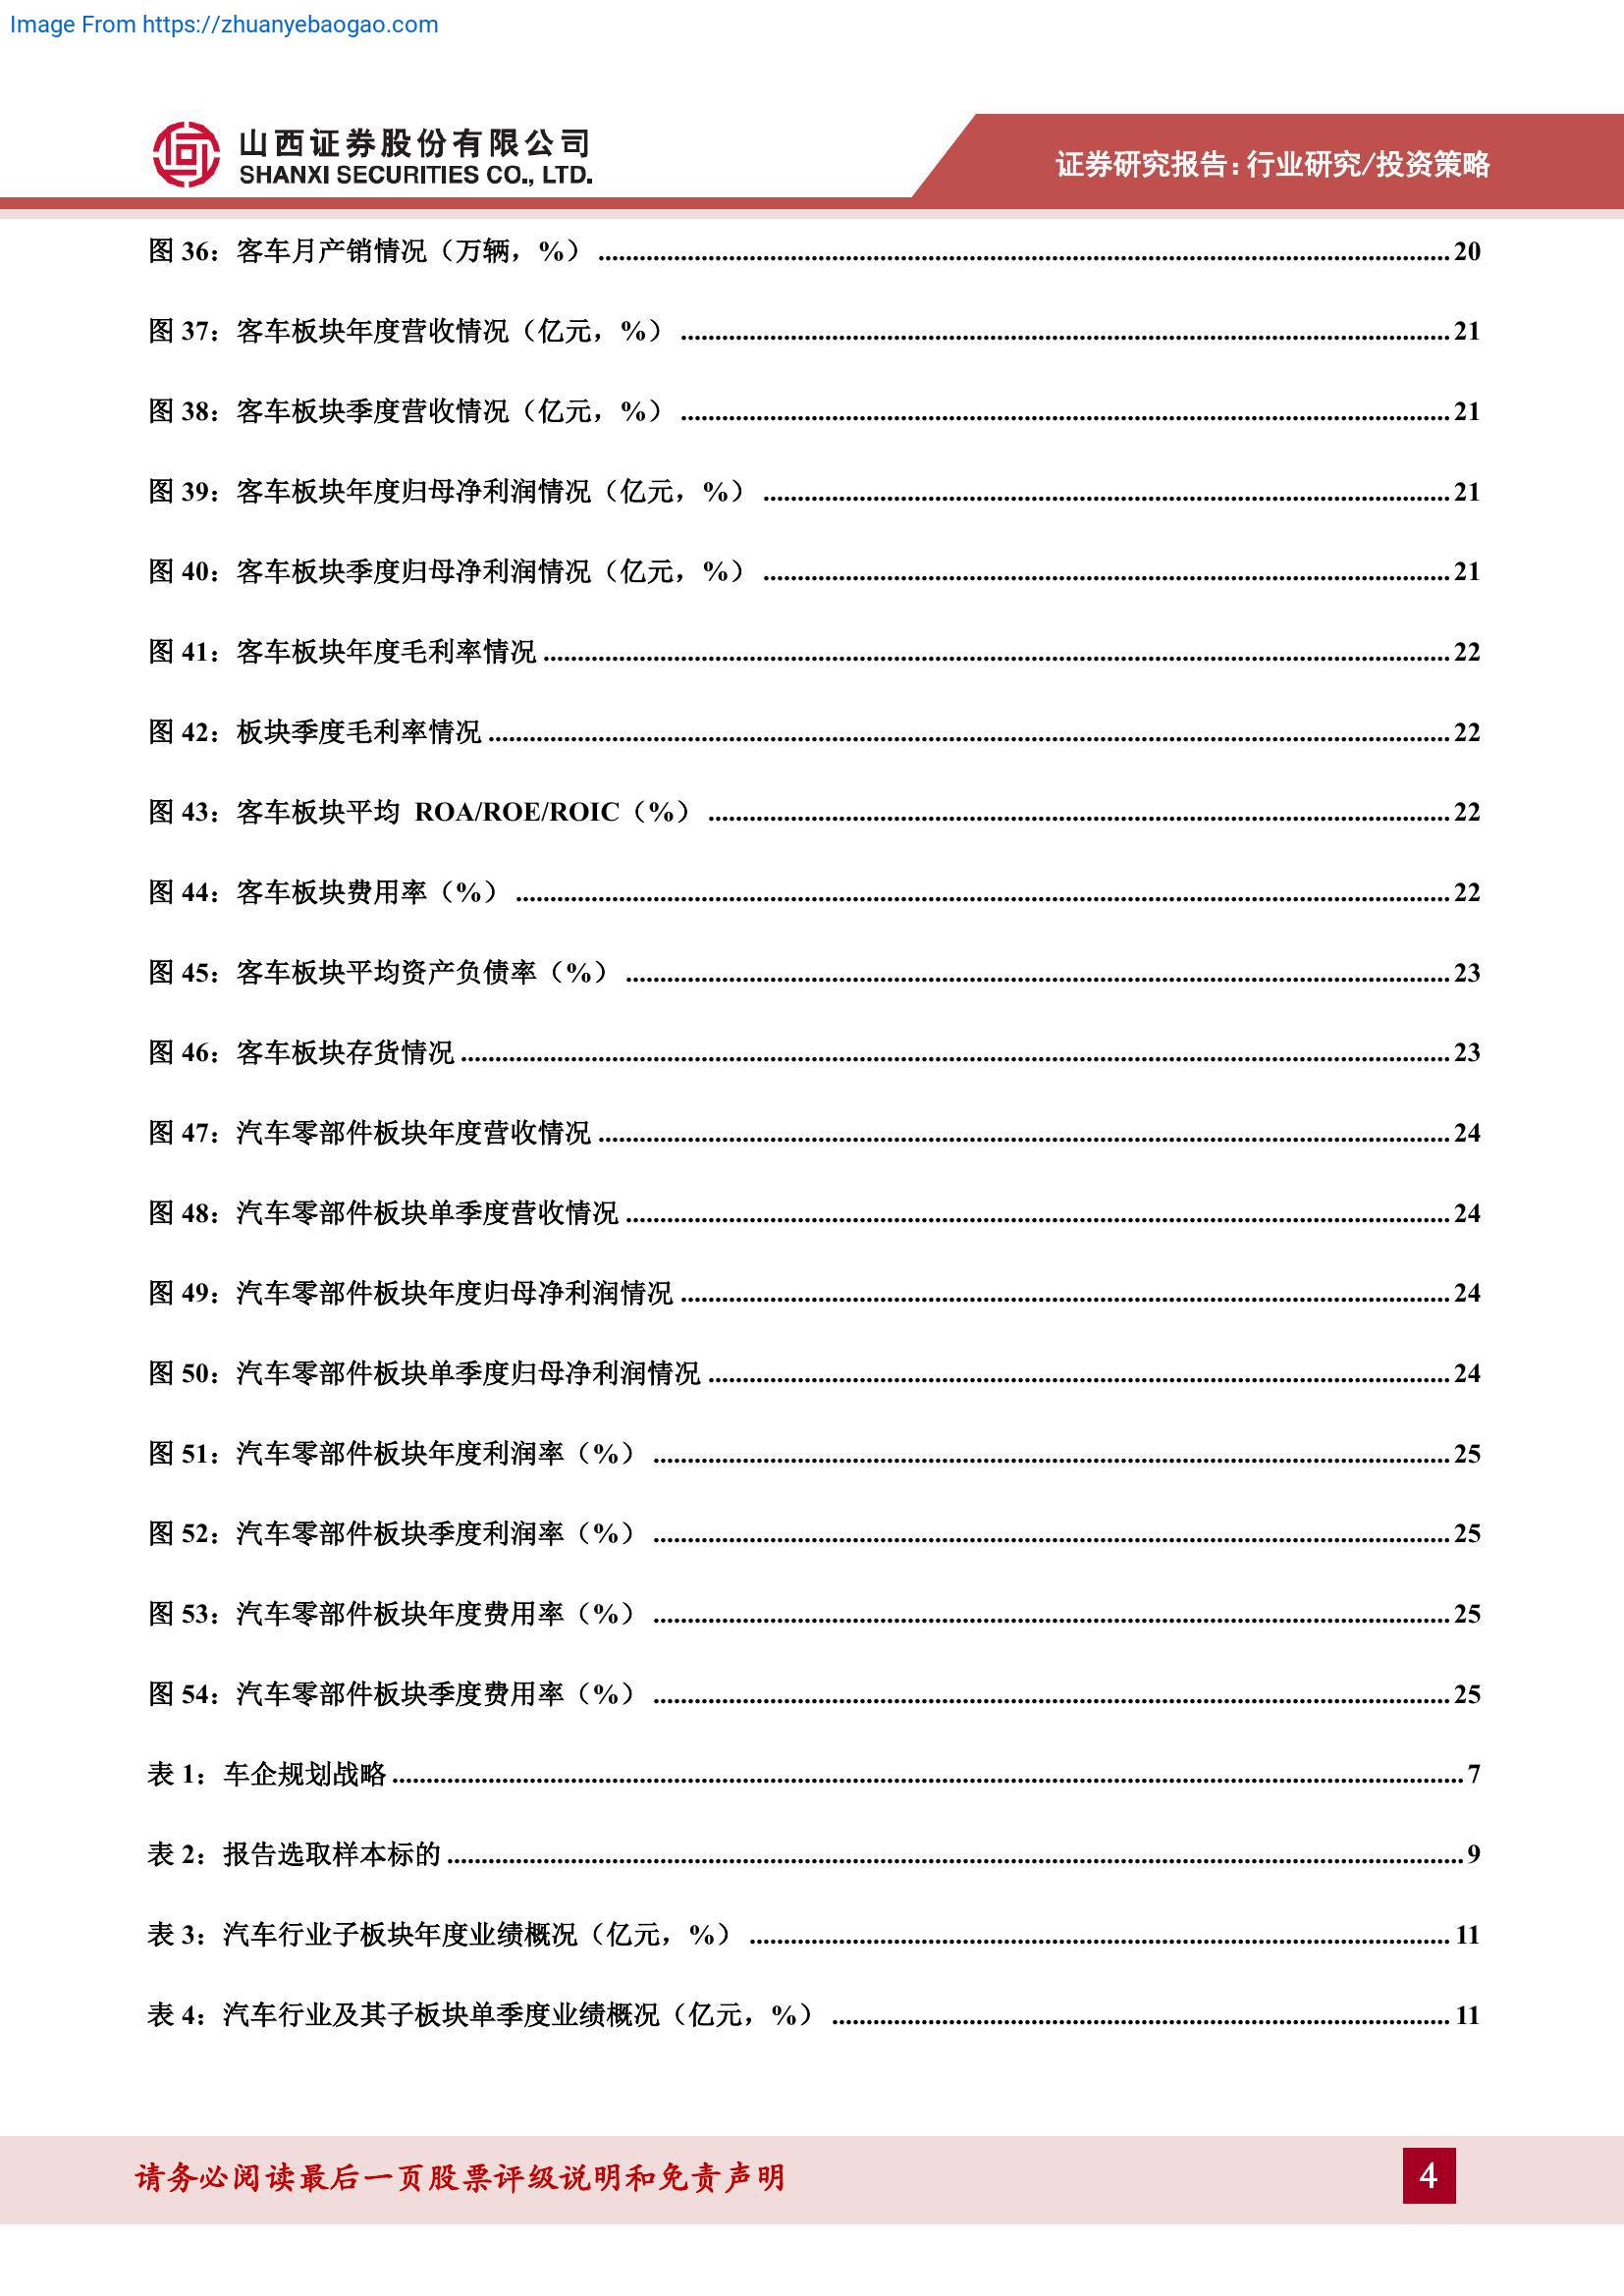 Image From https://zhuanyebaogao.com
山西证券股份有限公司
SHANXI SECURITIES CO., LTD.
证券研究报告：行业研究/投资策略
图 36：客车月产销情况（万辆，%）20
图 37：客车板块年度营收情况（亿元，%）21
图 38：客车板块季度营收情况（亿元，%）21
图 39：客车板块年度归母净利润情况（亿元，%）21
图 40：客车板块季度归母净利润情况（亿元，%）21
图 41：客车板块年度毛利率情况 22
图 42：板块季度毛利率情况 22
图 43：客车板块平均 ROA/ROE/ROIC（%）22
图 44：客车板块费用率（%）22
图 45：客车板块平均资产负债率（%）23
图 46：客车板块存货情况 23
图 47：汽车零部件板块年度营收情况 24
图 48：汽车零部件板块单季度营收情况 24
图 49：汽车零部件板块年度归母净利润情况 24
图 50：汽车零部件板块单季度归母净利润情况 24
图 51：汽车零部件板块年度利润率（%）25
图 52：汽车零部件板块季度利润率（%）25
图 53：汽车零部件板块年度费用率（%）25
图 54：汽车零部件板块季度费用率（%）25
表 1：车企规划战略 7
表 2：报告选取样本标的 9
表 3：汽车行业子板块年度业绩概况（亿元，%）11
表 4：汽车行业及其子板块单季度业绩概况（亿元，%）11
请务必阅读最后一页股票评级说明和免责声明
4